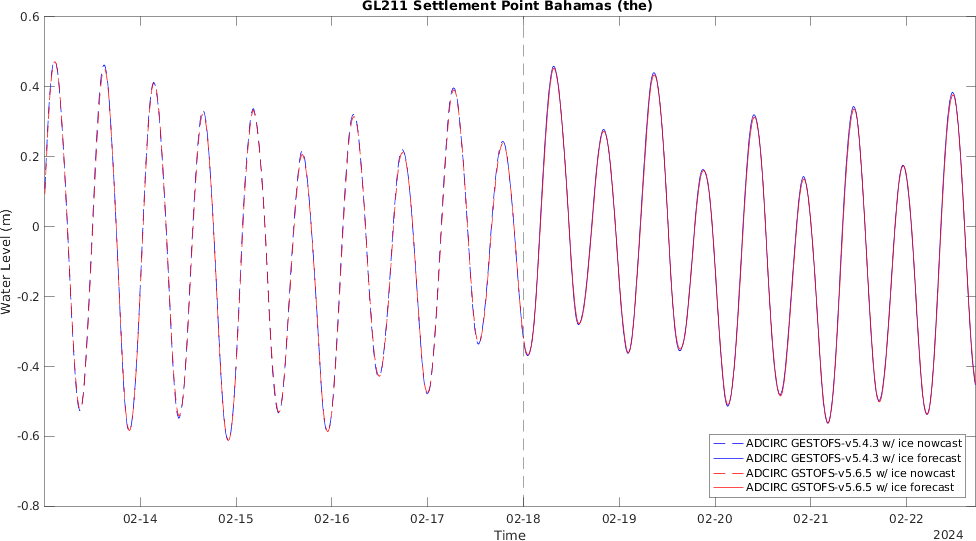 GL211 Settlement Point Bahamas (the)
0.6
0.4
0.2
0
-0.2
-0.4
-0.6
-0.8
Water Level (m)
ADCIRC GESTOFS-v5.4.3 w/ ice nowcast
ADCIRC GESTOFS-v5.4.3 w/ ice forecast
ADCIRC GSTOFS-v5.6.5 w/ ice nowcast
ADCIRC GSTOFS-v5.6.5 w/ ice forecast
02-14 02-15 02-16 02-17 02-18 02-19 02-20 02-21 02-22
Time
2024